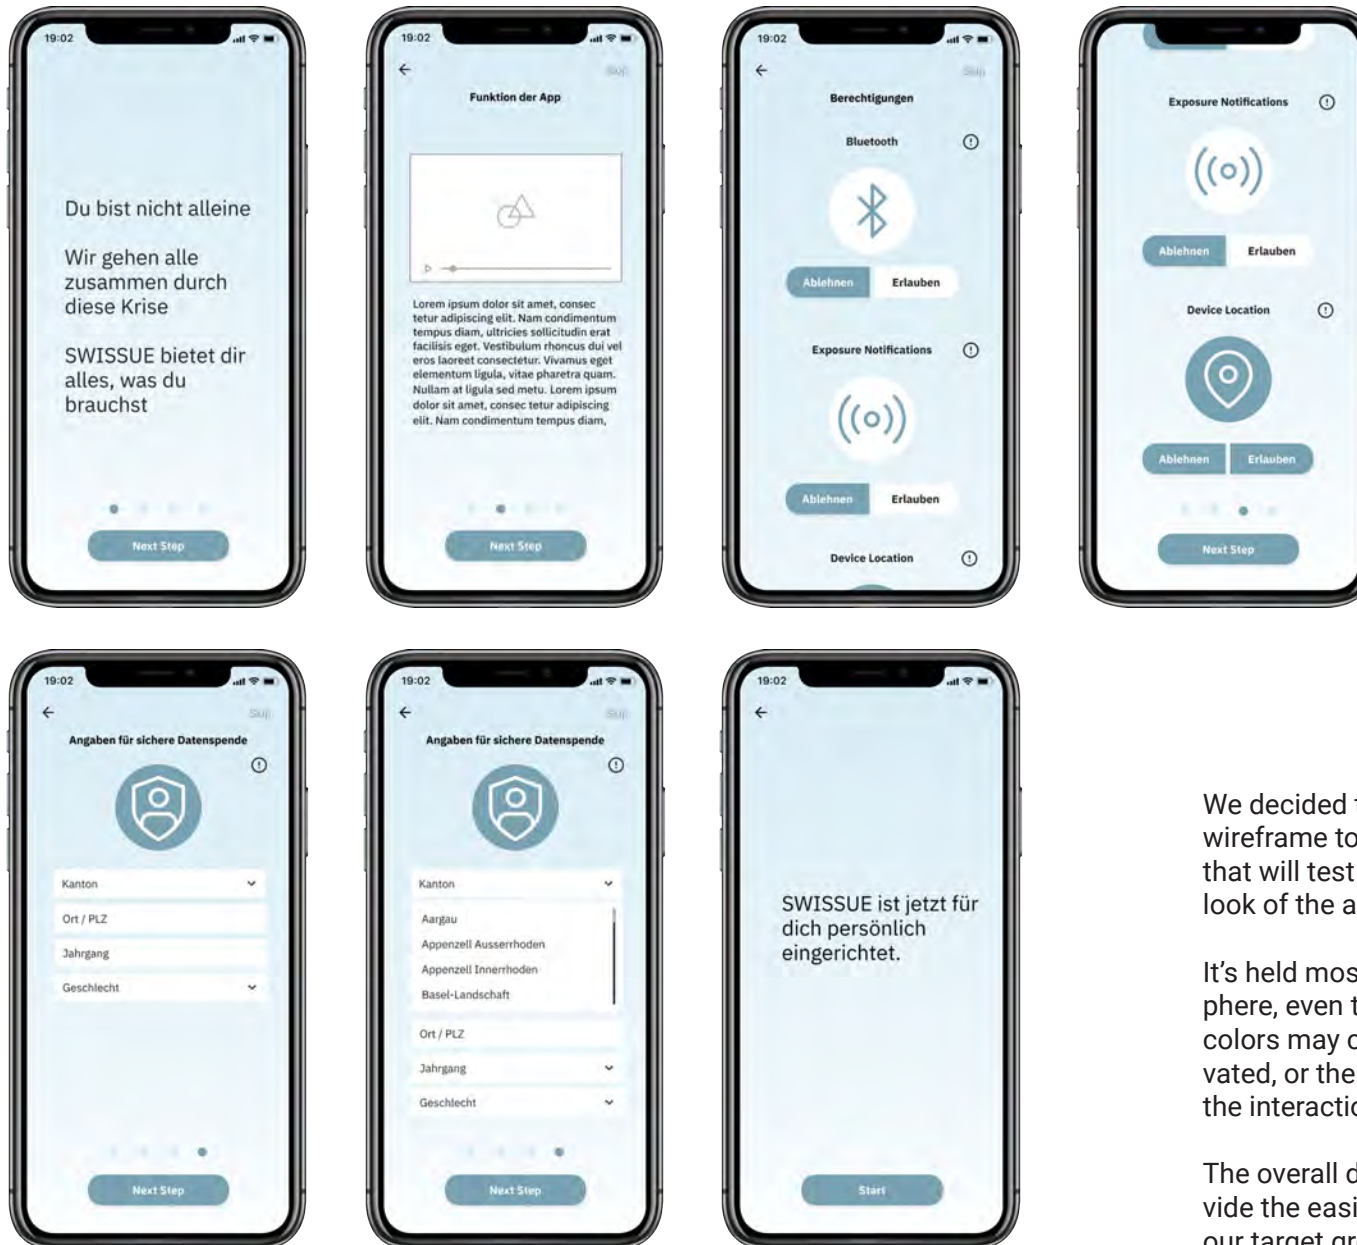 19:02
Du bist nicht alleine
Wir gehen alle
zusammen durch
diese Krise
SWISSUE bietet dir
alles, was du
brauchst
Next Step
19:02
Skip
Funktion der App
Lorem ipsum dolor sit amet, consec
tetur adipiscing elit. Nam condimentum
tempus diam, ultricies sollicitudin erat
facilisis eget. Vestibulum rhoncus dui vel
eros laoreet consectetur. Vivamus eget
elementum ligula, vitae pharetra quam.
Nullam at ligula sed metu. Lorem ipsum
dolor sit amet, consec tetur adipiscing
elit. Nam condimentum tempus diam,
Next Step
19:02
Skip
Berechtigungen
Bluetooth
Ablehnen Erlauben
Exposure Notifications
Ablehnen Erlauben
Device Location
Exposure Notifications
Ablehnen Erlauben
Device Location
Ablehnen Erlauben
Next Step
19:02
Skip
Angaben für sichere Datenspende
Kanton
Ort / PLZ
Jahrgang
Geschlecht
Next Step
19:02
Skip
Angaben für sichere Datenspende
Kanton
Aargau
Appenzell Ausserrhoden
Appenzell Innerrhoden
Basel-Landschaft
Ort / PLZ
Jahrgang
Geschlecht
Next Step
19:02
SWISSUE ist jetzt für
dich persönlich
eingerichtet.
Start
We decided
wireframe to
that will test
look of the a
It's held mos
phere, even t
colors may c
vated, or the
the interactio
The overall d
vide the easi
our target gr